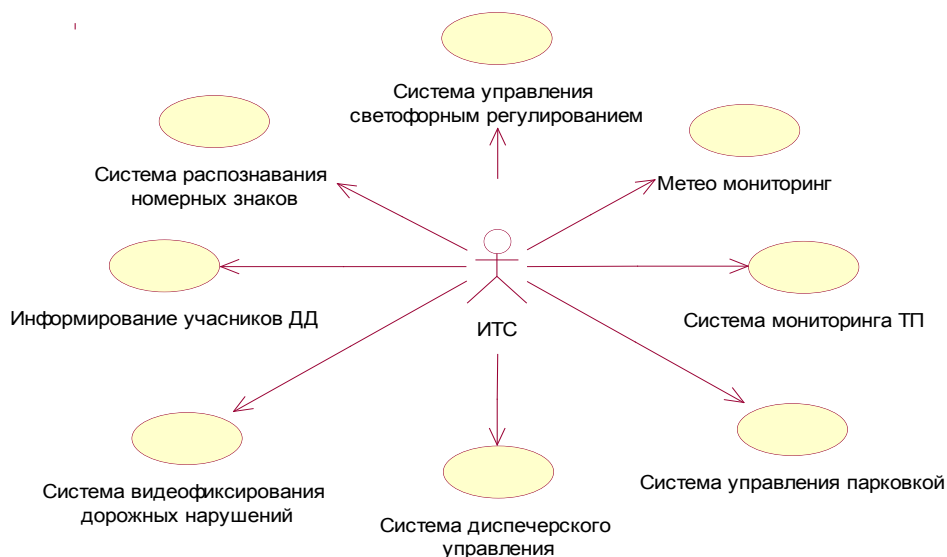 Система управления
светофорным регулированием
Система распознавания
номерных знаков
Метео мониторинг
Информирование учасников ДД
ИТС
Система мониторинга ТП
Система видеофиксирования
дорожных нарушений
Система диспечерского
управления
Система управления парковкой